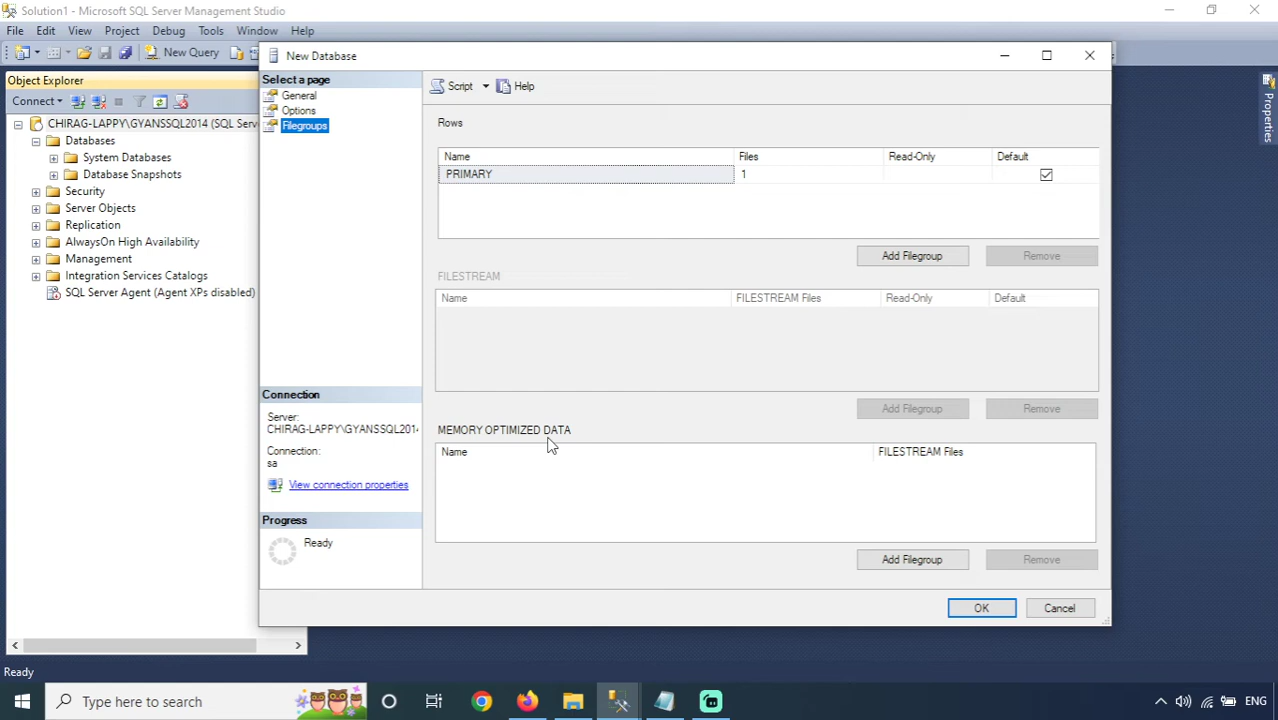 Solution1 - Microsoft SQL Server Management Studio
File Edit View Project Debug Tools Window Help
New Query
Object Explorer
Connect
CHIRAG-LAPPY\GYANSSQL2014 (SQL Serve
Databases
System Databases
Database Snapshots
Security
Server Objects
Replication
AlwaysOn High Availability
Management
Integration Services Catalogs
SQL Server Agent (Agent XPs disabled)
New Database
Select a page
General
Options
Filegroups
Script Help
Rows
Name Files Read-Only Default
PRIMARY 1
Add Filegroup Remove
FILESTREAM
Name FILESTREAM Files Read-Only Default
Add Filegroup Remove
MEMORY OPTIMIZED DATA
Name FILESTREAM Files
Add Filegroup Remove
Connection
Server:
CHIRAG-LAPPY\GYANSSQL2014
Connection:
sa
View connection properties
Progress
Ready
OK Cancel
Properties
Ready
Type here to search
ENG